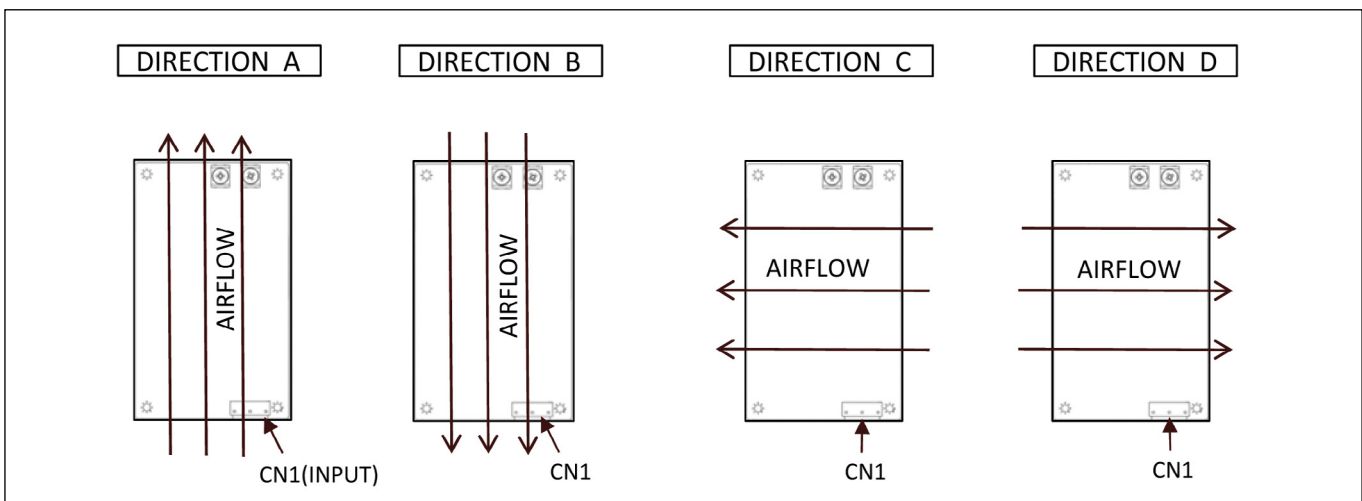 DIRECTION A
DIRECTION B
DIRECTION C
DIRECTION D
AIRFLOW
AIRFLOW
AIRFLOW
AIRFLOW
CN1(INPUT)
CN1
CN1
CN1